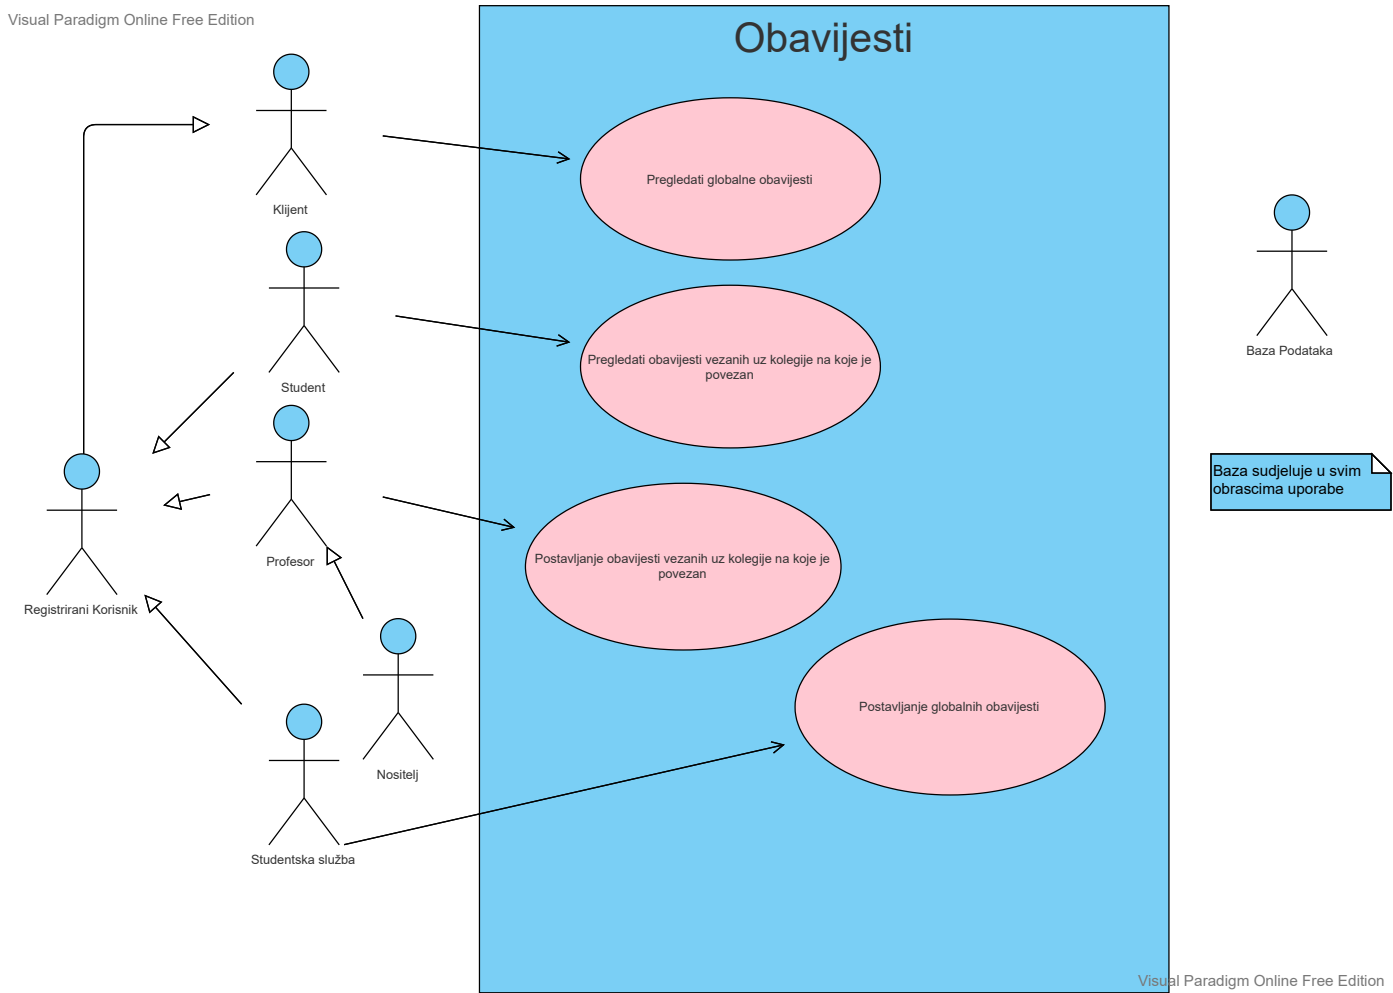 Visual Paradigm Online Free Edition
Obavijesti
Klijent
Pregledati globalne obavijesti
Student
Pregledati obavijesti vezanih uz kolegije na koje je
povezan
Baza Podataka
Profesor
Registrirani Korisnik
Postavljanje obavijesti vezanih uz kolegije na koje je
povezan
Baza sudjeluje u svim
obrascima uporabe
Nositelj
Postavljanje globalnih obavijesti
Studentska služba
Visual Paradigm Online Free Edition